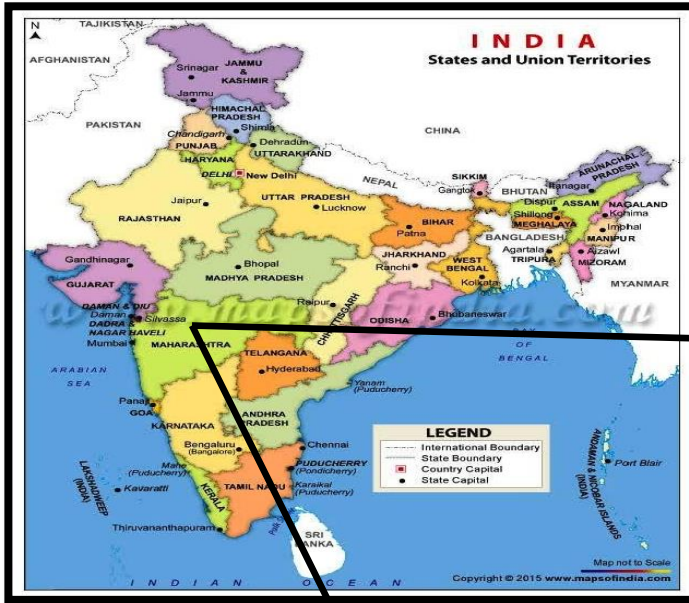 TAJIKISTAN
N
INDIA
States and Union Territories
AFGHANISTAN
JAMMU
&
KASHMIR
Srinagar
Jammu
HIMACHAL
PRADESH
PAKISTAN
Chandigarh
Shimla
CHINA
PUNJAB
Dehradun
UTTARAKHAND
HARYANA
DELHI
New Delhi
NEPAL
SIKKIM
Gangtok
BHUTAN
ARUNACHAL
PRADESH
Itanagar
RAJASTHAN
Jaipur
UTTAR PRADESH
Lucknow
Dispur
ASSAM
NAGALAND
Kohima
BIHAR
Patna
Shillong
MEGHALAYA
Imphal
MANIPUR
BANGLADESH
Gandhinagar
GUJARAT
Bhopal
MADHYA PRADESH
JHARKHAND
Ranchi
WEST
BENGAL
Kolkata
Agartala
TRIPURA
Aizawl
MIZORAM
MYANMAR
DAMAN & DIU
Daman
DADRA &
NAGAR HAVELI
Silvassa
Raipur
CHHATTISGARH
ODISHA
Bhubaneswar
www.mapsofindia.com
Mumbai
MAHARASHTRA
TELANGANA
Hyderabad
OF
BENGAL
ARABIAN
SEA
Yanam
(Puducherry)
Panaji
GOA
KARNATAKA
ANDHRA
PRADESH
Bengaluru
(Bangalore)
Chennai
Mahe
(Puducherry)
PUDUCHERRY
(Pondicherry)
Karaikal
(Puducherry)
LAKSHADWEEP
(INDIA)
Kavaratti
KERALA
TAMIL NADU
Thiruvananthapuram
SRI
LANKA
LEGEND
International Boundary
State Boundary
Country Capital
State Capital
ANDAMAN & NICOBAR ISLANDS
(INDIA)
Port Blair
INDIAN OCEAN
Map not to Scale
Copyright © 2015 www.mapsofindia.com